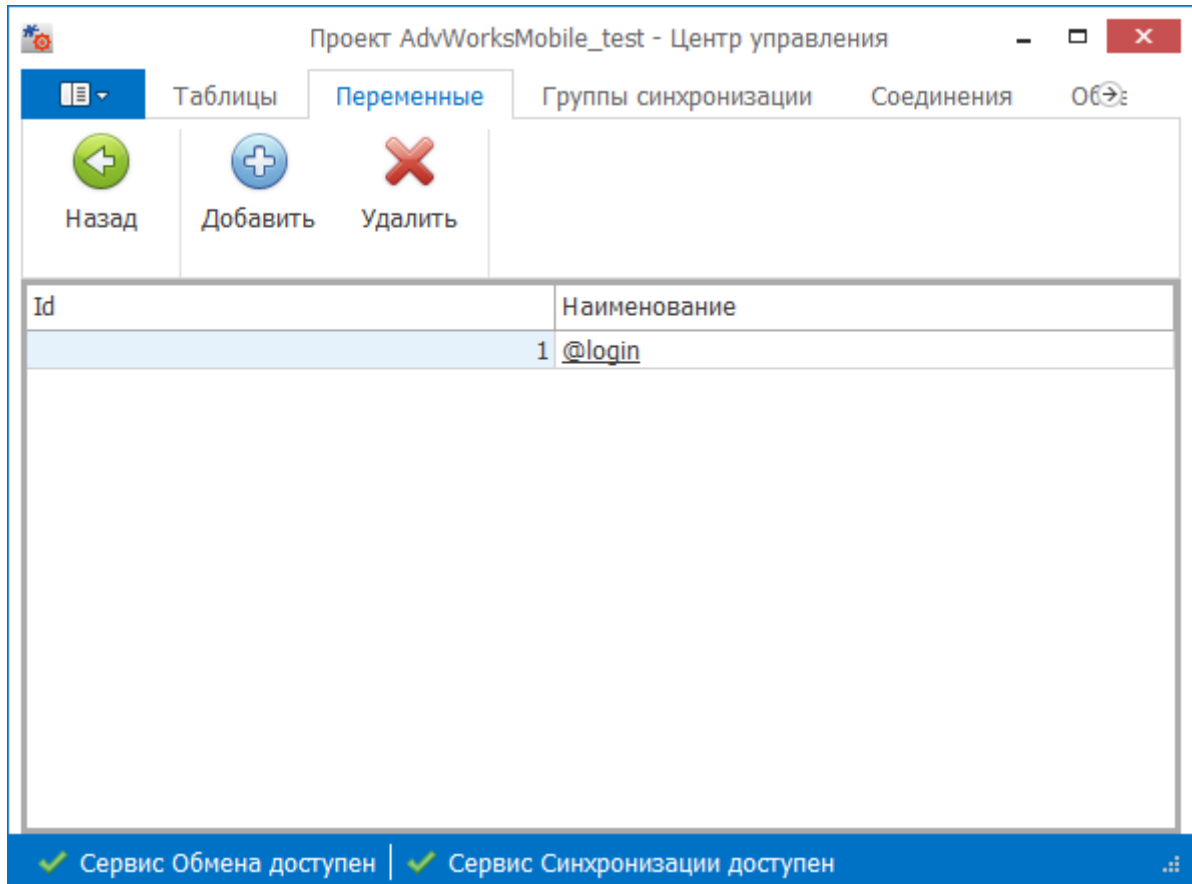 Проект AdvWorksMobile_test - Центр управления
Таблицы Переменные Группы синхронизации Соединения
Назад Добавить Удалить
Id Наименование
1 @login
Сервис Обмена доступен Сервис Синхронизации доступен